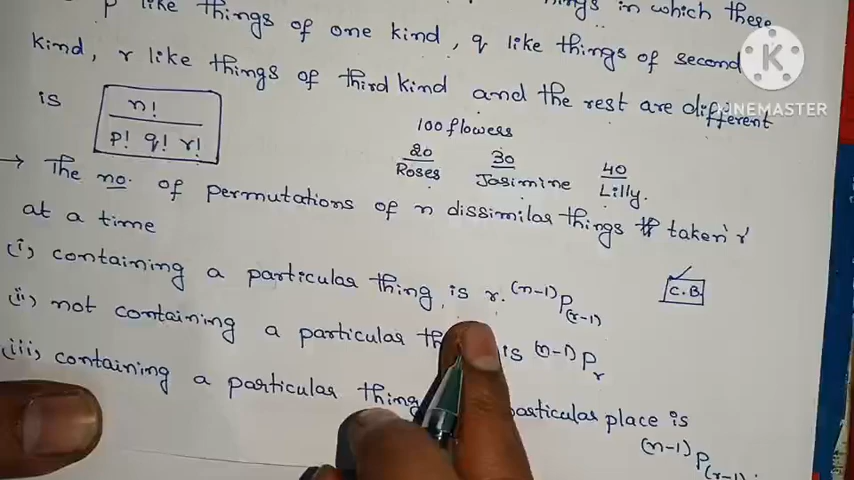 p like things of one kind, q like things of second
kind, r like things of third kind and the rest are different
is n! / p! q! r!
100 flowers
20 Roses 30 Jasimine 40 Lilly.
→ The no. of permutations of n dissimilar things taken 'r'
at a time
(i) containing a particular thing is r. (n-1)P(r-1)
C.B
(ii) not containing a particular is (n-1)Pr
(iii) containing a particular thing particular place is
(n-1)P(r-1).
K
KINEMASTER